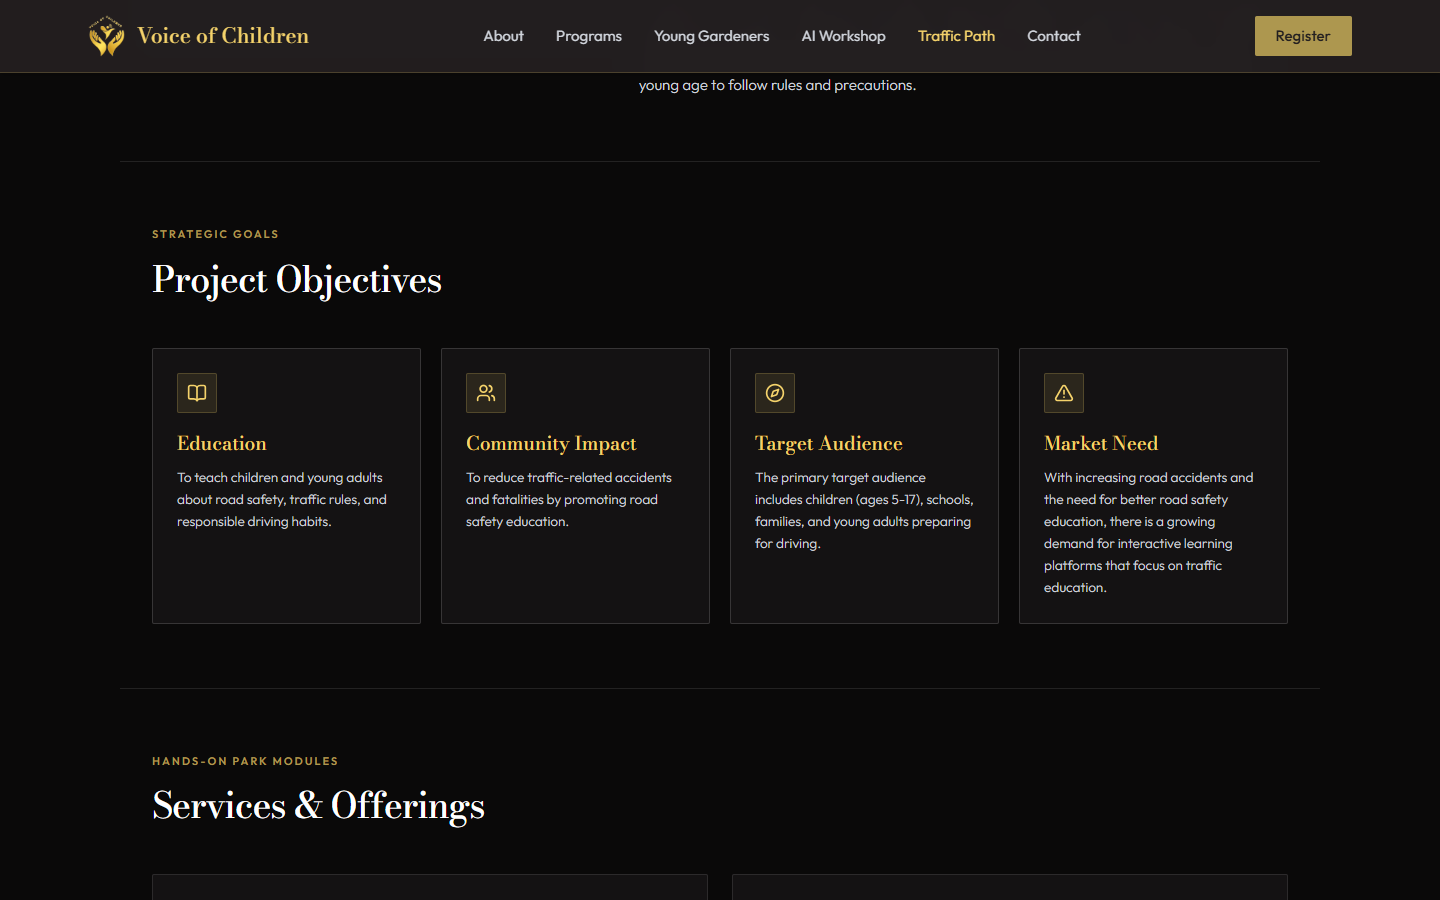 VOICE OF CHILDREN
Voice of Children
About
Programs
Young Gardeners
AI Workshop
Traffic Path
Contact
Register
young age to follow rules and precautions.
STRATEGIC GOALS
Project Objectives
Education
To teach children and young adults
about road safety, traffic rules, and
responsible driving habits.
Community Impact
To reduce traffic-related accidents
and fatalities by promoting road
safety education.
Target Audience
The primary target audience
includes children (ages 5-17), schools,
families, and young adults preparing
for driving.
Market Need
With increasing road accidents and
the need for better road safety
education, there is a growing
demand for interactive learning
platforms that focus on traffic
education.
HANDS-ON PARK MODULES
Services & Offerings